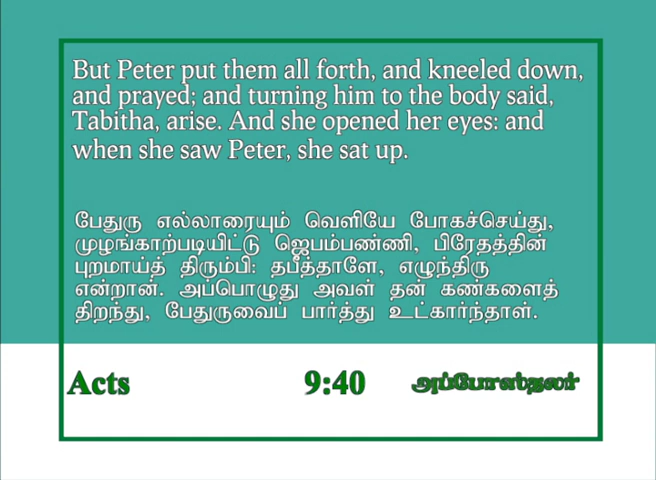 But Peter put them all forth, and kneeled down,
and prayed; and turning him to the body said,
Tabitha, arise. And she opened her eyes: and
when she saw Peter, she sat up.
பேதுரு எல்லாரையும் வெளியே போகச்செய்து,
முழங்காற்படியிட்டு ஜெபம்பண்ணி, பிரேதத்தின்
புறமாய்த் திரும்பி: தபீத்தாளே, எழுந்திரு
என்றான். அப்பொழுது அவள் தன் கண்களைத்
திறந்து, பேதுருவைப் பார்த்து உட்கார்ந்தாள்.
Acts 9:40 அப்போஸ்தலர்